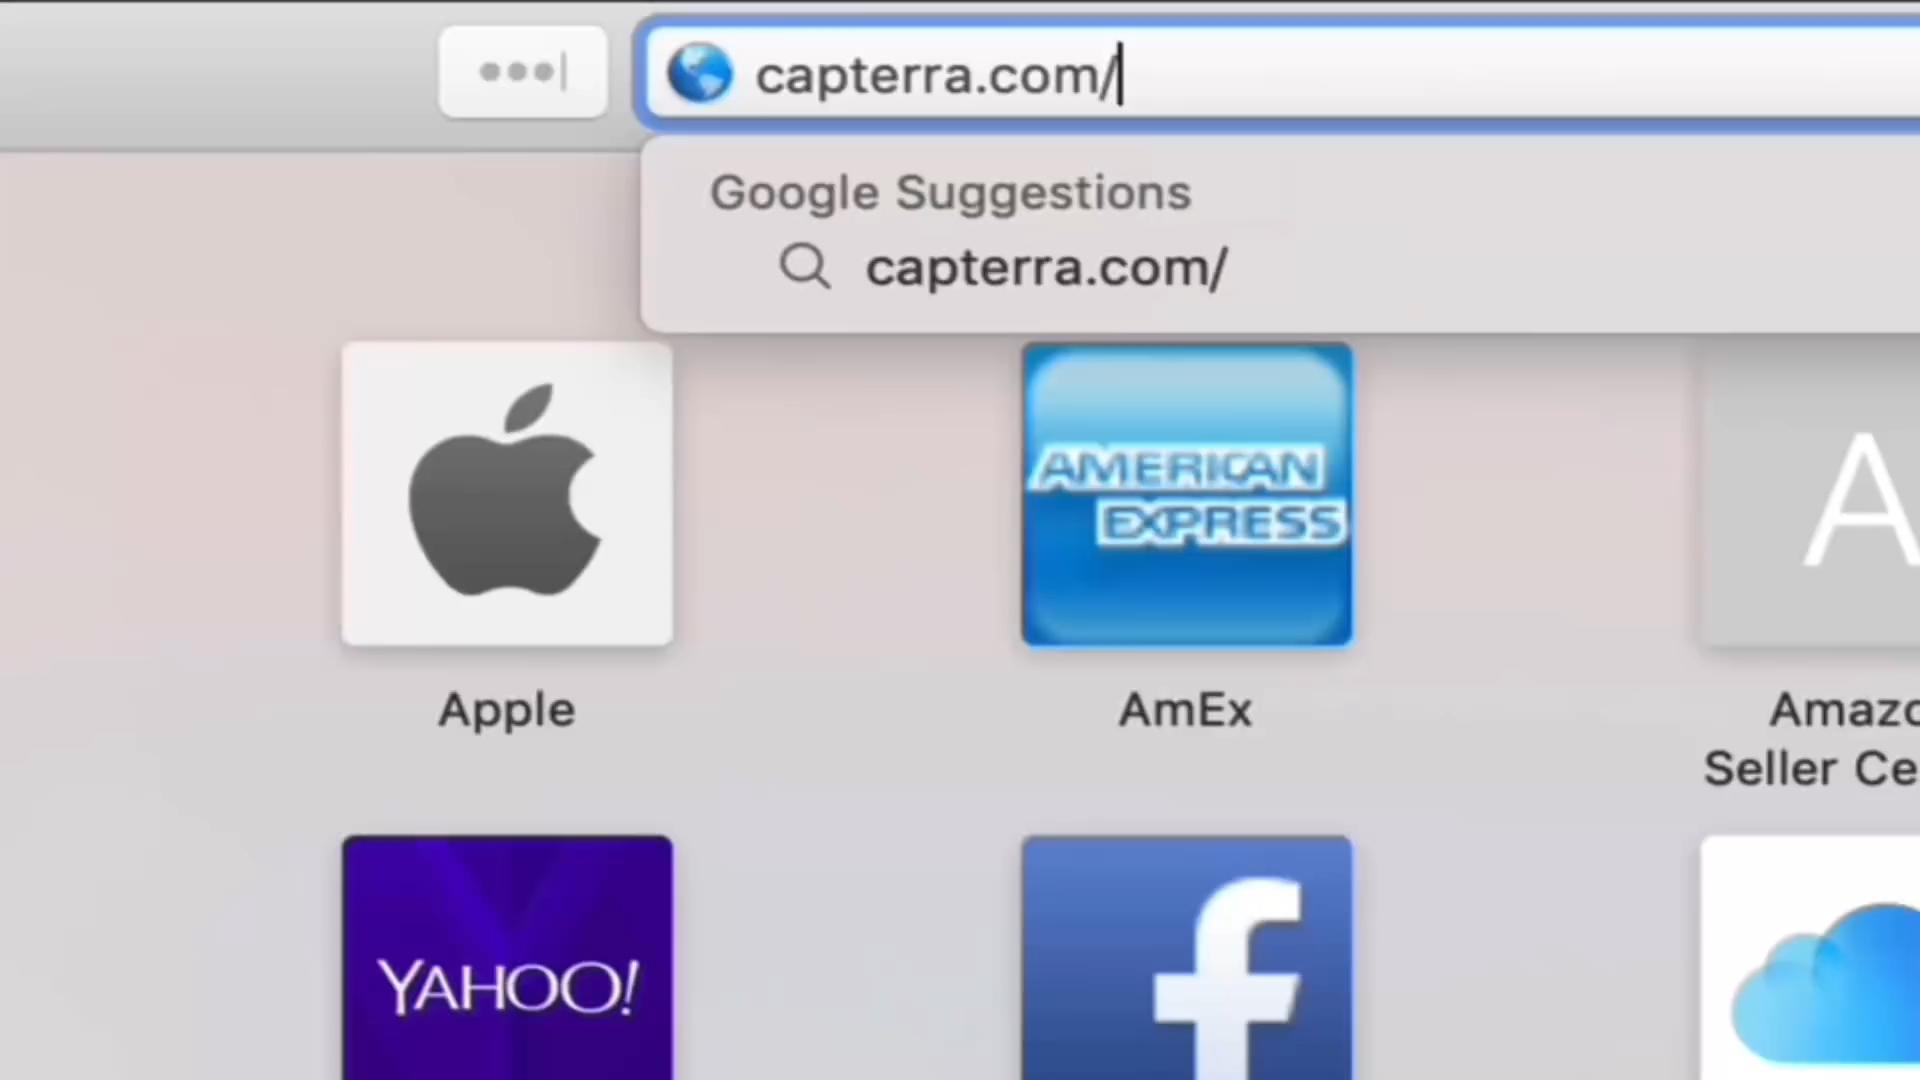 capterra.com/
Google Suggestions
capterra.com/
AMERICAN
EXPRESS
A
Apple
AmEx
Amazo
Seller Ce
YAHOO!
f